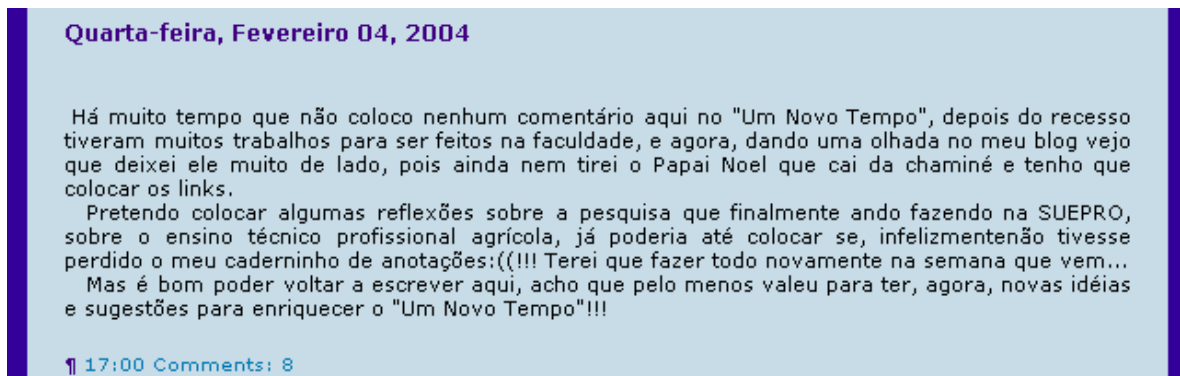 Quarta-feira, Fevereiro 04, 2004
Há muito tempo que não coloco nenhum comentário aqui no "Um Novo Tempo", depois do recesso
tiveram muitos trabalhos para ser feitos na faculdade, e agora, dando uma olhada no meu blog vejo
que deixei ele muito de lado, pois ainda nem tirei o Papai Noel que cai da chaminé e tenho que
colocar os links.
Pretendo colocar algumas reflexões sobre a pesquisa que finalmente ando fazendo na SUEPRO,
sobre o ensino técnico profissional agrícola, já poderia até colocar se, infelizmentenão tivesse
perdido o meu caderninho de anotações:((!!! Terei que fazer todo novamente na semana que vem...
Mas é bom poder voltar a escrever aqui, acho que pelo menos valeu para ter, agora, novas idéias
e sugestões para enriquecer o "Um Novo Tempo"!!!
¶ 17:00 Comments: 8